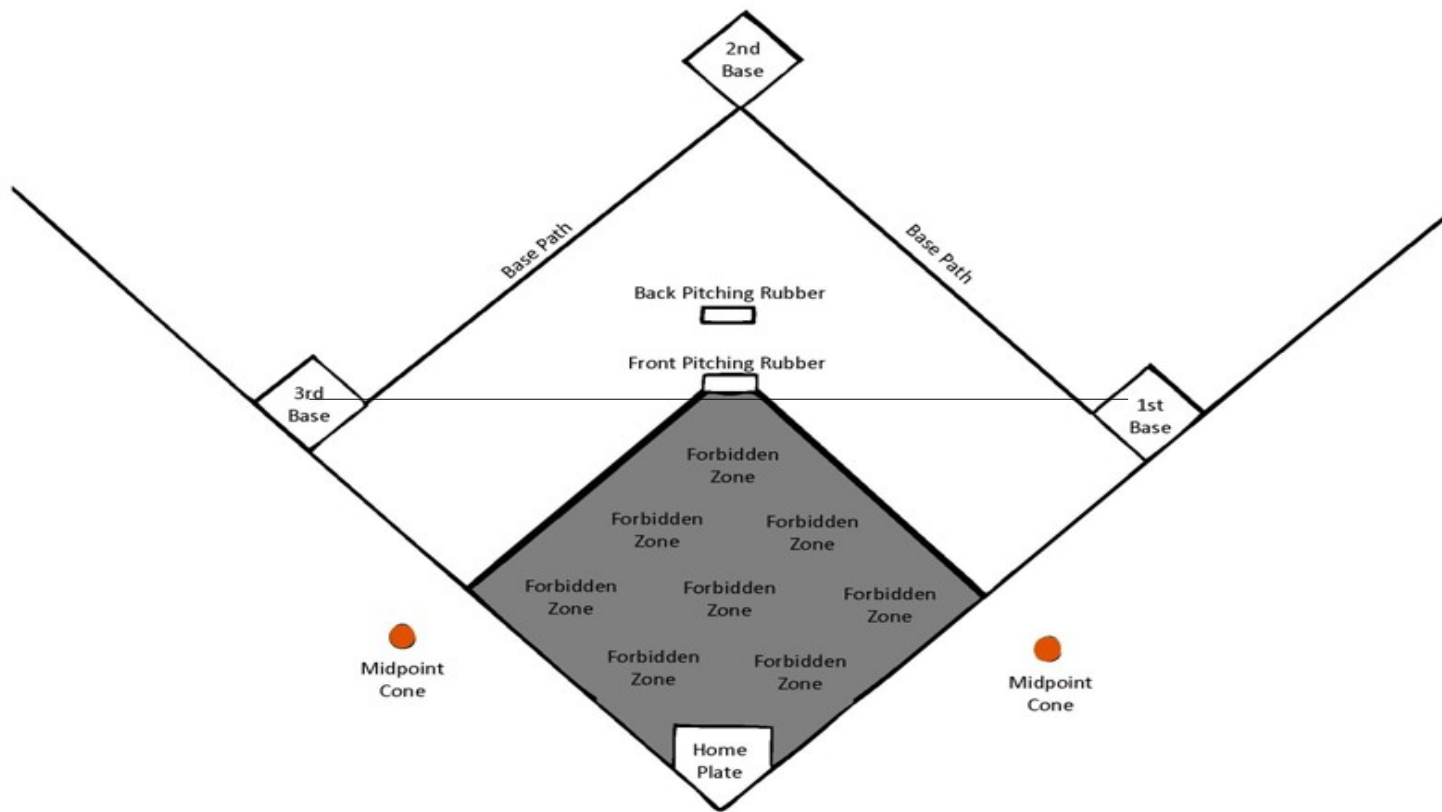 2nd
Base
Base Path
Base Path
Back Pitching Rubber
Front Pitching Rubber
3rd
Base
1st
Base
Forbidden
Zone
Forbidden
Zone
Forbidden
Zone
Forbidden
Zone
Forbidden
Zone
Forbidden
Zone
Forbidden
Zone
Forbidden
Zone
Midpoint
Cone
Midpoint
Cone
Home
Plate